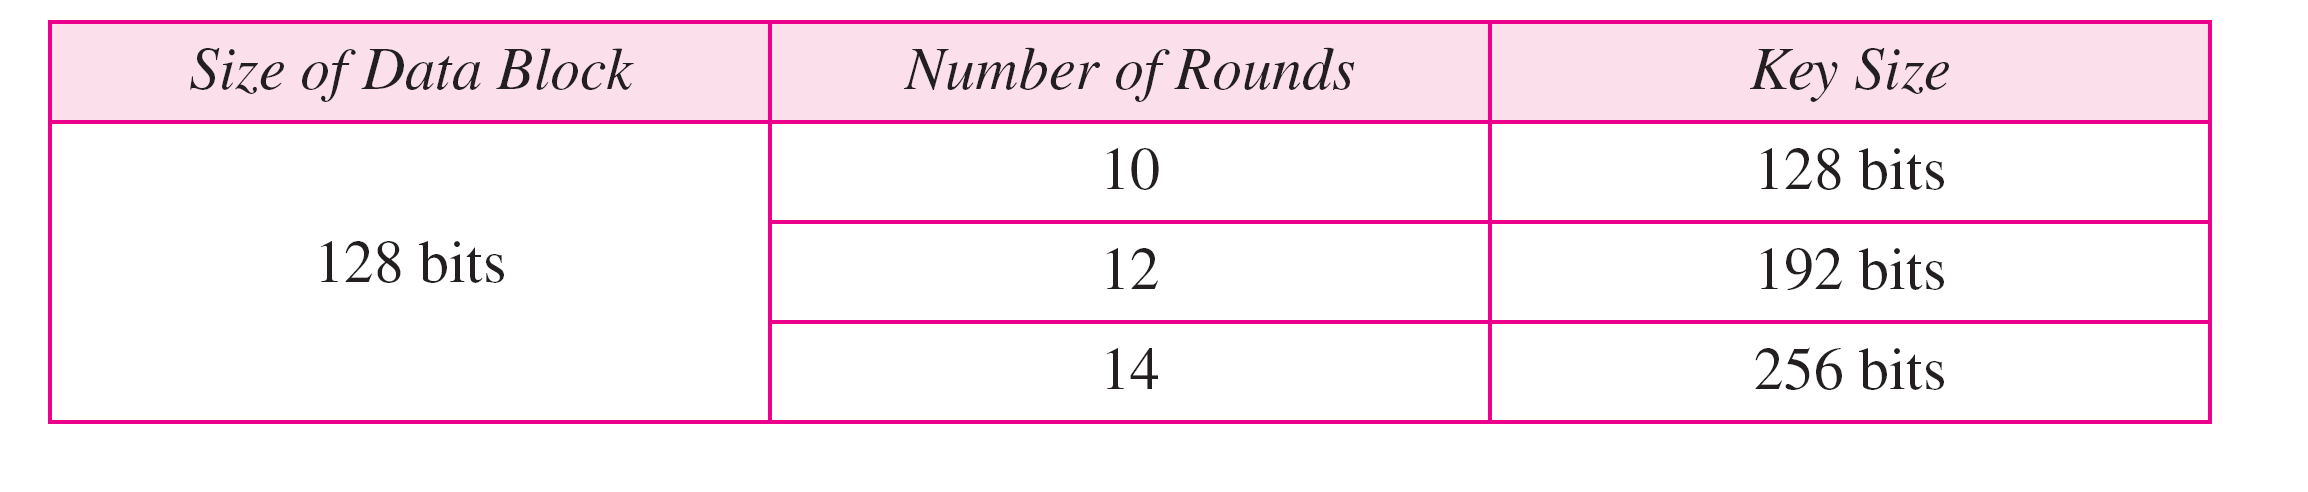 Size of Data Block Number of Rounds Key Size
10 128 bits
128 bits 12 192 bits
14 256 bits